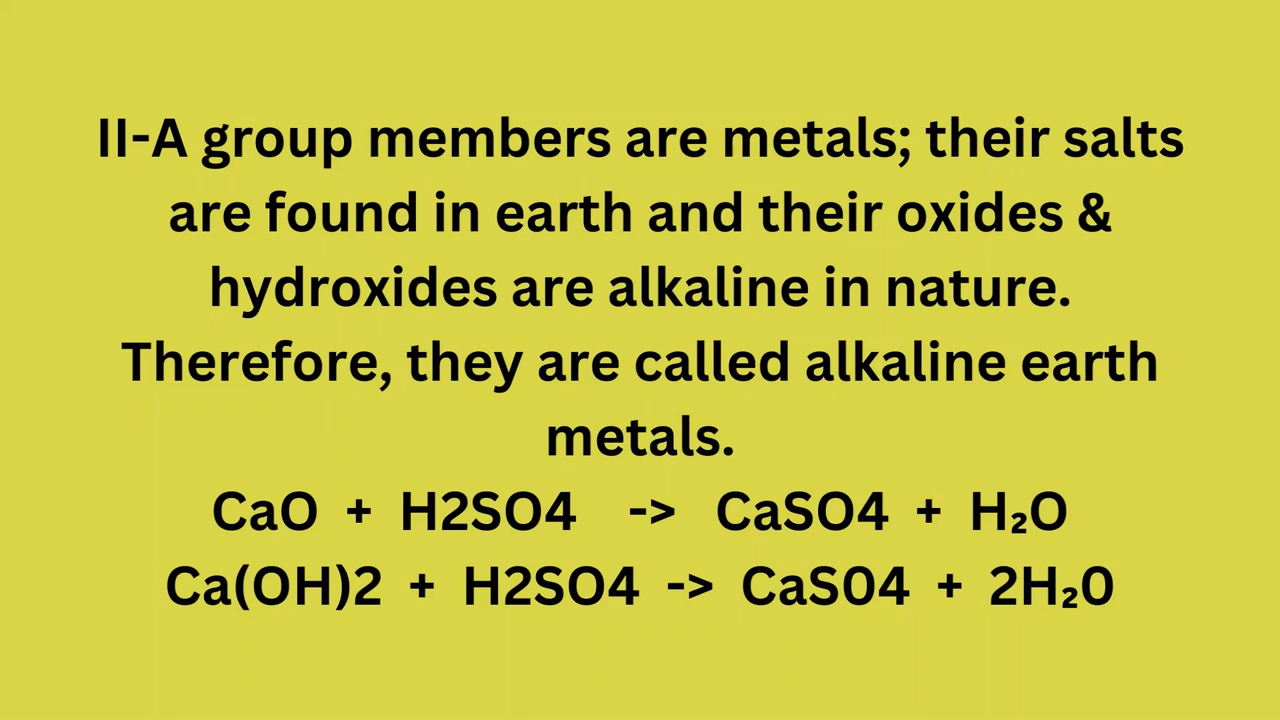 II-A group members are metals; their salts
are found in earth and their oxides &
hydroxides are alkaline in nature.
Therefore, they are called alkaline earth
metals.
CaO + H2SO4 -> CaSO4 + H₂O
Ca(OH)2 + H2SO4 -> CaS04 + 2H₂0